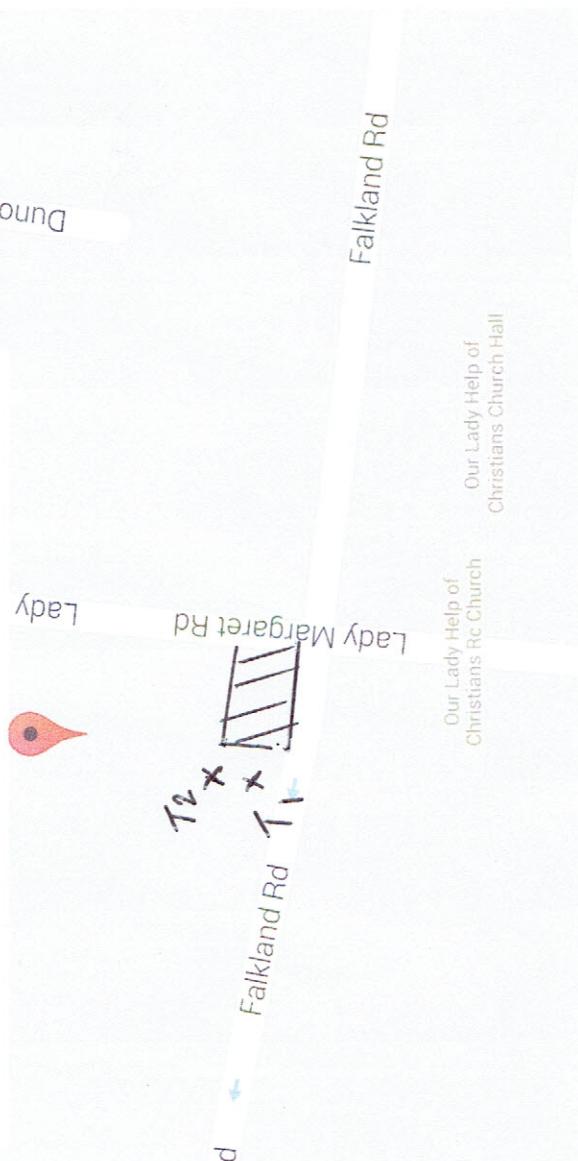 Duno
Falkland Rd
Our Lady Help of
Christians Church Hall
Lady
Lady Margaret Rd
Our Lady Help of
Christians Rc Church
T2 x
T1 x
Falkland Rd
d